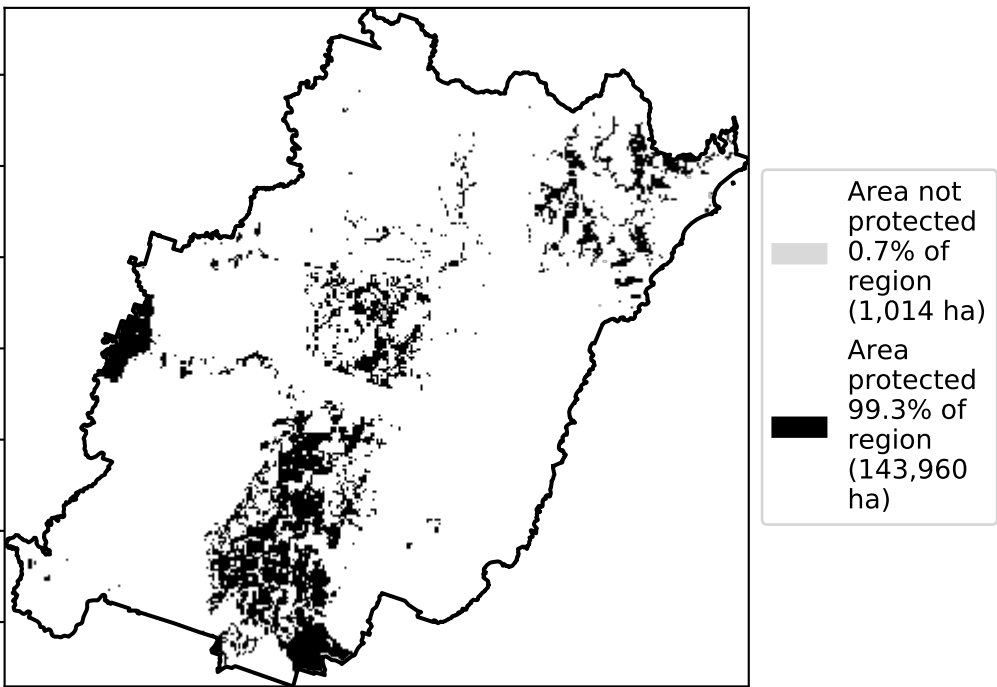 Area not
protected
0.7% of
region
(1,014 ha)
Area
protected
99.3% of
region
(143,960
ha)